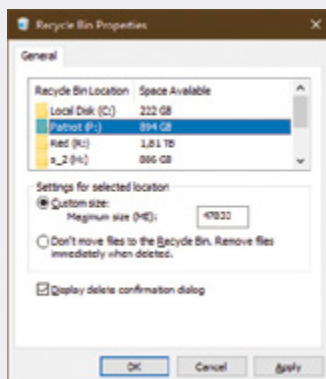 Recycle Bin Properties
General
Recycle Bin Location Space Available
Local Disk (C:) 222 GB
Patriot (P:) 894 GB
Red (R:) 1,81 TB
s_2 (H:) 886 GB
Settings for selected location
Custom size:
Maximum size (MB):
Don't move files to the Recycle Bin. Remove files
immediately when deleted.
Display delete confirmation dialog
OK Cancel Apply